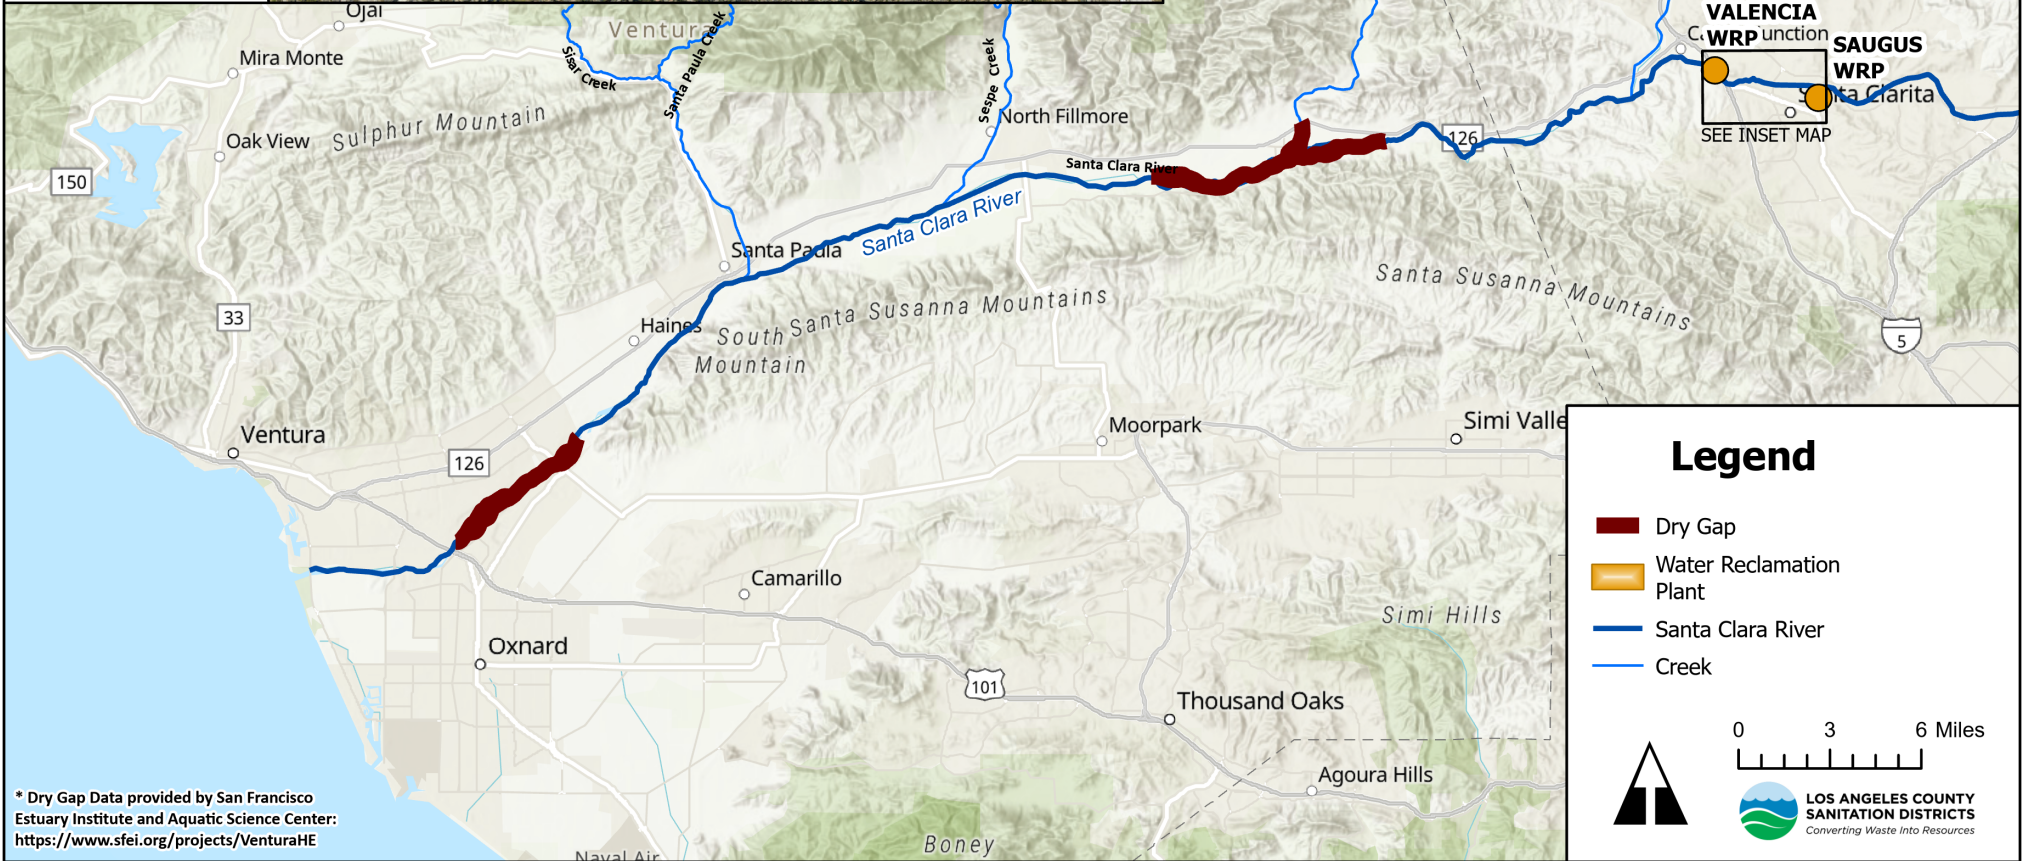 Ojai
Ventura
Mira Monte
Sisar Creek
Santa Paula Creek
Sespe Creek
VALENCIA
WRP
SAUGUS
WRP
SEE INSET MAP
Sulphur Mountain
Oak View
North Fillmore
126
150
Santa Clara River
Santa Clara River
Santa Paula
33
Haines
South
Mountain
Santa Susanna Mountains
Santa Susanna Mountains
5
Ventura
126
Moorpark
Simi Valle
Camarillo
Oxnard
101
Simi Hills
Thousand Oaks
Agoura Hills
Boney
Naval Air
Legend
Dry Gap
Water Reclamation
Plant
Santa Clara River
Creek
0 3 6 Miles
LOS ANGELES COUNTY
SANITATION DISTRICTS
Converting Waste Into Resources
* Dry Gap Data provided by San Francisco
Estuary Institute and Aquatic Science Center:
https://www.sfei.org/projects/VenturaHE